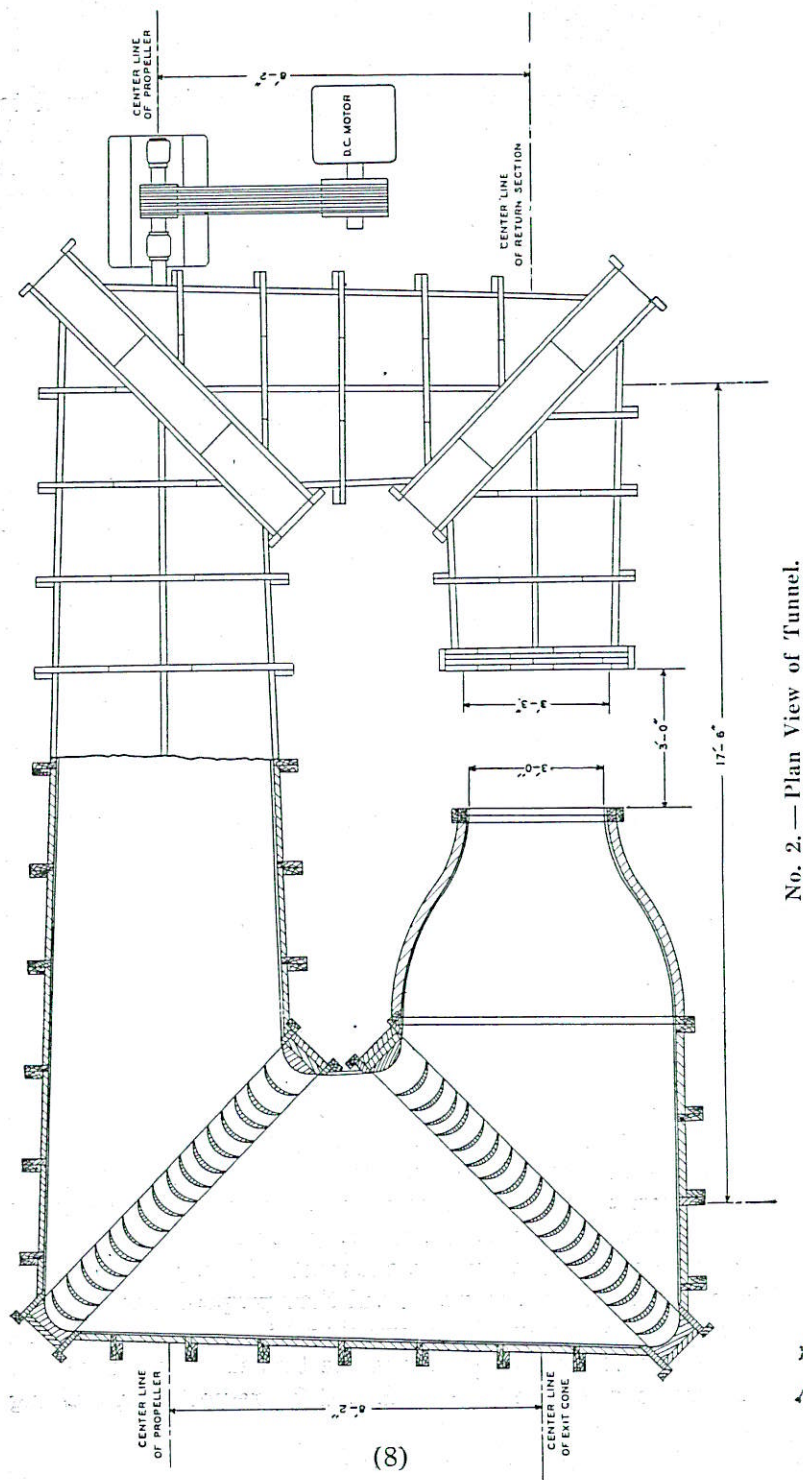 CENTER LINE
OF PROPELLER
8'-2"
D.C. MOTOR
CENTER LINE
OF RETURN SECTION
3'-3"
3'-0"
3'-0"
17'-6"
CENTER LINE
OF PROPELLER
8'-2"
CENTER LINE
OF EXIT CONE
(8)
No. 2. — Plan View of Tunnel.